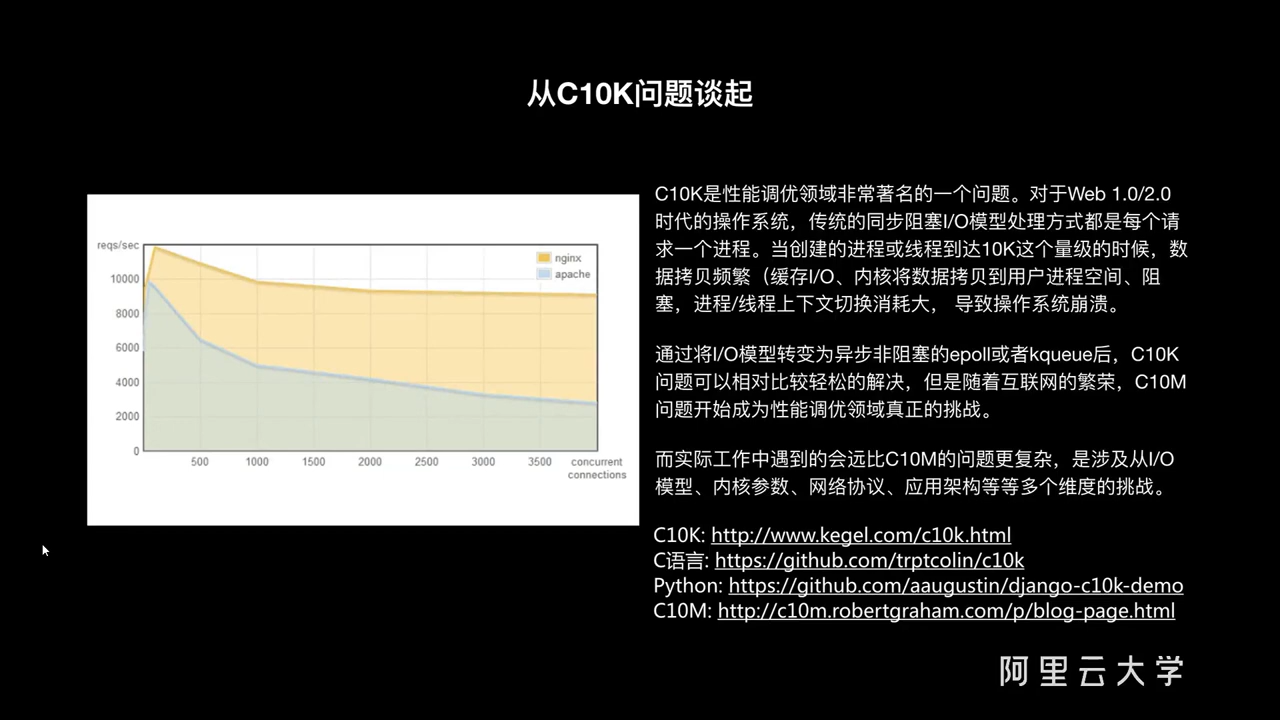 从C10K问题谈起
reqs/sec
10000
8000
6000
4000
2000
0
500
1000
1500
2000
2500
3000
3500
concurrent
connections
nginx
apache
C10K是性能调优领域非常著名的一个问题。对于Web 1.0/2.0
时代的操作系统，传统的同步阻塞I/O模型处理方式都是每个请
求一个进程。当创建的进程或线程到达10K这个量级的时候，数
据拷贝频繁（缓存I/O、内核将数据拷贝到用户进程空间、阻
塞，进程/线程上下文切换消耗大， 导致操作系统崩溃。
通过将I/O模型转变为异步非阻塞的epoll或者kqueue后，C10K
问题可以相对比较轻松的解决，但是随着互联网的繁荣，C10M
问题开始成为性能调优领域真正的挑战。
而实际工作中遇到的会远比C10M的问题更复杂，是涉及从I/O
模型、内核参数、网络协议、应用架构等等多个维度的挑战。
C10K: http://www.kegel.com/c10k.html
C语言: https://github.com/trptcolin/c10k
Python: https://github.com/aaugustin/django-c10k-demo
C10M: http://c10m.robertgraham.com/p/blog-page.html
阿里云大学